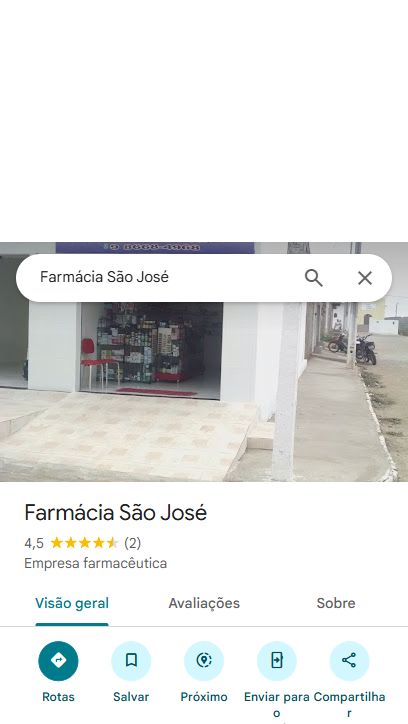 9 8668-4968
Farmácia São José
Farmácia São José
4,5 (2)
Empresa farmacêutica
Visão geral
Avaliações
Sobre
Rotas
Salvar
Próximo
Enviar para o
Compartilhar